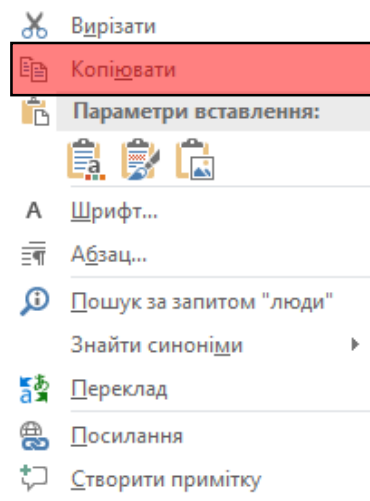 Вирізати
Копіювати
Параметри вставлення:
Шрифт...
Абзац...
Пошук за запитом "люди"
Знайти синоніми
Переклад
Посилання
Створити примітку